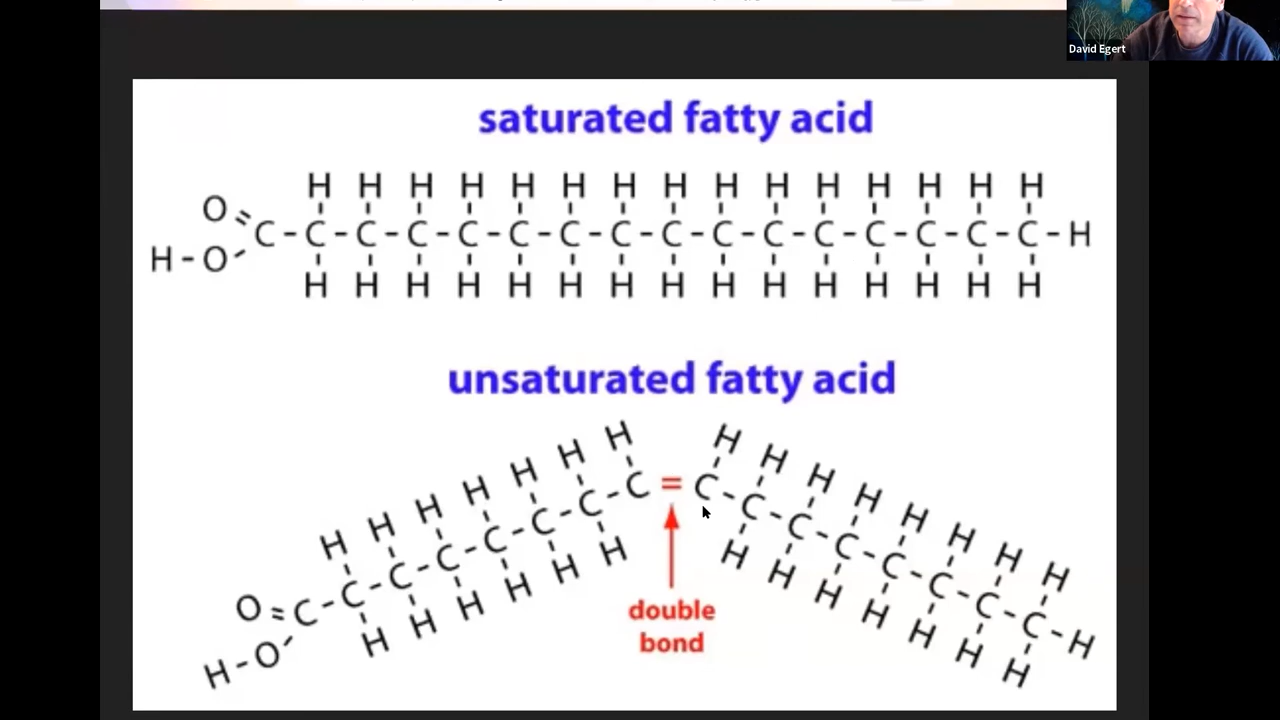 David Egert
saturated fatty acid
H H H H H H H H H H H H H H H
O
C-C-C-C-C-C-C-C-C-C-C-C-C-C-C-C-H
H-O
H H H H H H H H H H H H H H H
unsaturated fatty acid
H H H H H H H H H H H H H H H
O=C-C-C-C-C-C-C-C=C-C-C-C-C-C-C-C-H
H-O
H H H H H H H H H H H H H
double
bond